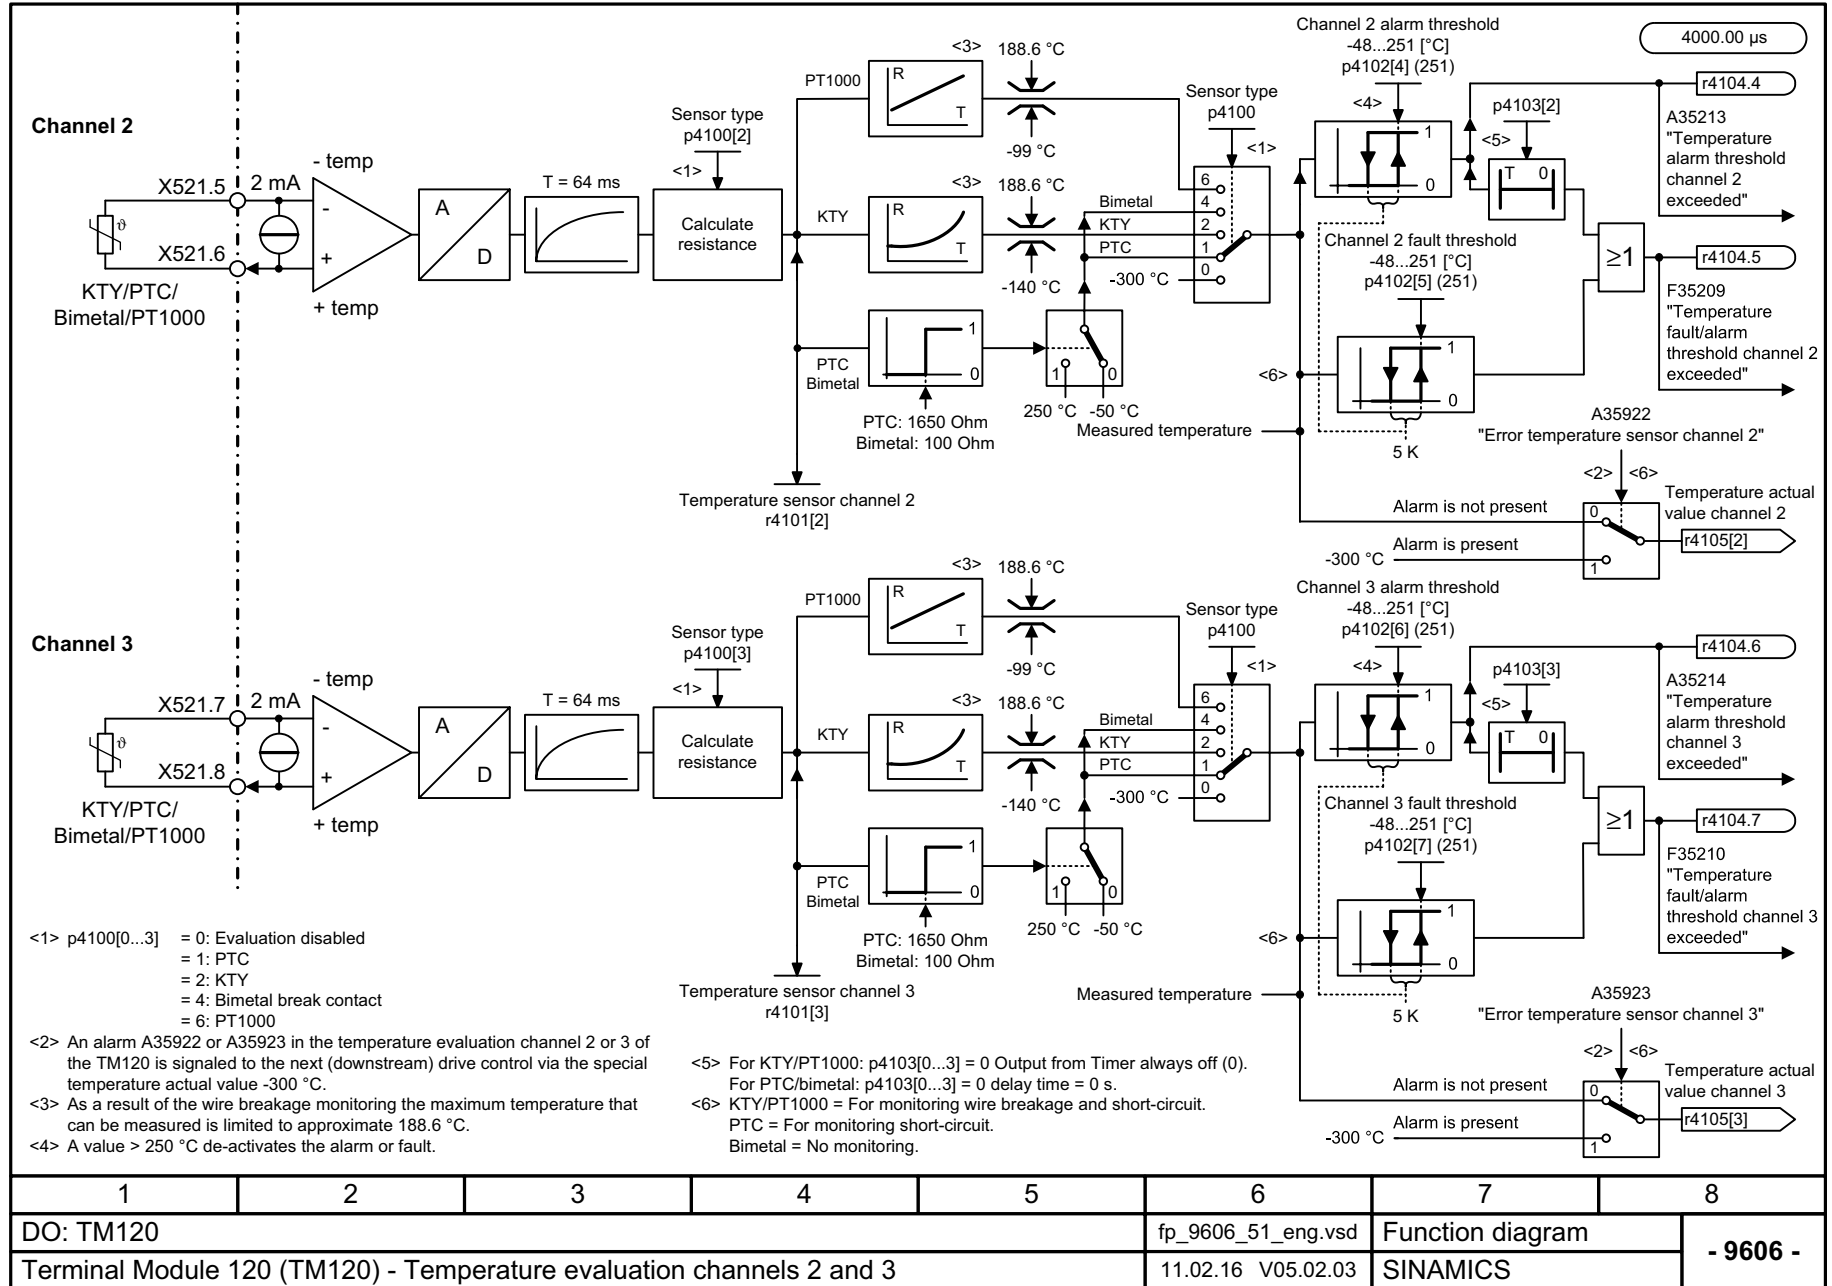 4000.00 µs
Channel 2
X521.5
X521.6
ϑ
KTY/PTC/
Bimetal/PT1000
2 mA
- temp
-
+
+ temp
A
D
T = 64 ms
Sensor type
p4100[2]
<1>
Calculate
resistance
PT1000
R
T
<3>
188.6 °C
-99 °C
KTY
R
T
<3>
188.6 °C
-140 °C
PTC
Bimetal
1
0
PTC: 1650 Ohm
Bimetal: 100 Ohm
1
0
250 °C
-50 °C
Temperature sensor channel 2
r4101[2]
Bimetal
KTY
PTC
-300 °C
Sensor type
p4100
<1>
6
4
2
1
0
Measured temperature
Channel 2 alarm threshold
-48...251 [°C]
p4102[4] (251)
<4>
1
0
<5>
p4103[2]
T
0
Channel 2 fault threshold
-48...251 [°C]
p4102[5] (251)
<6>
1
0
5 K
≥1
r4104.4
A35213
"Temperature
alarm threshold
channel 2
exceeded"
r4104.5
F35209
"Temperature
fault/alarm
threshold channel 2
exceeded"
A35922
"Error temperature sensor channel 2"
<2>
<6>
Alarm is not present
-300 °C
Alarm is present
0
1
Temperature actual
value channel 2
r4105[2]
Channel 3
X521.7
X521.8
ϑ
KTY/PTC/
Bimetal/PT1000
2 mA
- temp
-
+
+ temp
A
D
T = 64 ms
Sensor type
p4100[3]
<1>
Calculate
resistance
PT1000
R
T
<3>
188.6 °C
-99 °C
KTY
R
T
<3>
188.6 °C
-140 °C
PTC
Bimetal
1
0
PTC: 1650 Ohm
Bimetal: 100 Ohm
1
0
250 °C
-50 °C
Temperature sensor channel 3
r4101[3]
Bimetal
KTY
PTC
-300 °C
Sensor type
p4100
<1>
6
4
2
1
0
Measured temperature
Channel 3 alarm threshold
-48...251 [°C]
p4102[6] (251)
<4>
1
0
<5>
p4103[3]
T
0
Channel 3 fault threshold
-48...251 [°C]
p4102[7] (251)
<6>
1
0
5 K
≥1
r4104.6
A35214
"Temperature
alarm threshold
channel 3
exceeded"
r4104.7
F35210
"Temperature
fault/alarm
threshold channel 3
exceeded"
A35923
"Error temperature sensor channel 3"
<2>
<6>
Alarm is not present
-300 °C
Alarm is present
0
1
Temperature actual
value channel 3
r4105[3]
<1> p4100[0...3] = 0: Evaluation disabled
= 1: PTC
= 2: KTY
= 4: Bimetal break contact
= 6: PT1000
<2> An alarm A35922 or A35923 in the temperature evaluation channel 2 or 3 of
the TM120 is signaled to the next (downstream) drive control via the special
temperature actual value -300 °C.
<3> As a result of the wire breakage monitoring the maximum temperature that
can be measured is limited to approximate 188.6 °C.
<4> A value > 250 °C de-activates the alarm or fault.
<5> For KTY/PT1000: p4103[0...3] = 0 Output from Timer always off (0).
For PTC/bimetal: p4103[0...3] = 0 delay time = 0 s.
<6> KTY/PT1000 = For monitoring wire breakage and short-circuit.
PTC = For monitoring short-circuit.
Bimetal = No monitoring.
1 2 3 4 5 6 7 8
DO: TM120
fp_9606_51_eng.vsd
Function diagram
- 9606 -
Terminal Module 120 (TM120) - Temperature evaluation channels 2 and 3
11.02.16 V05.02.03
SINAMICS